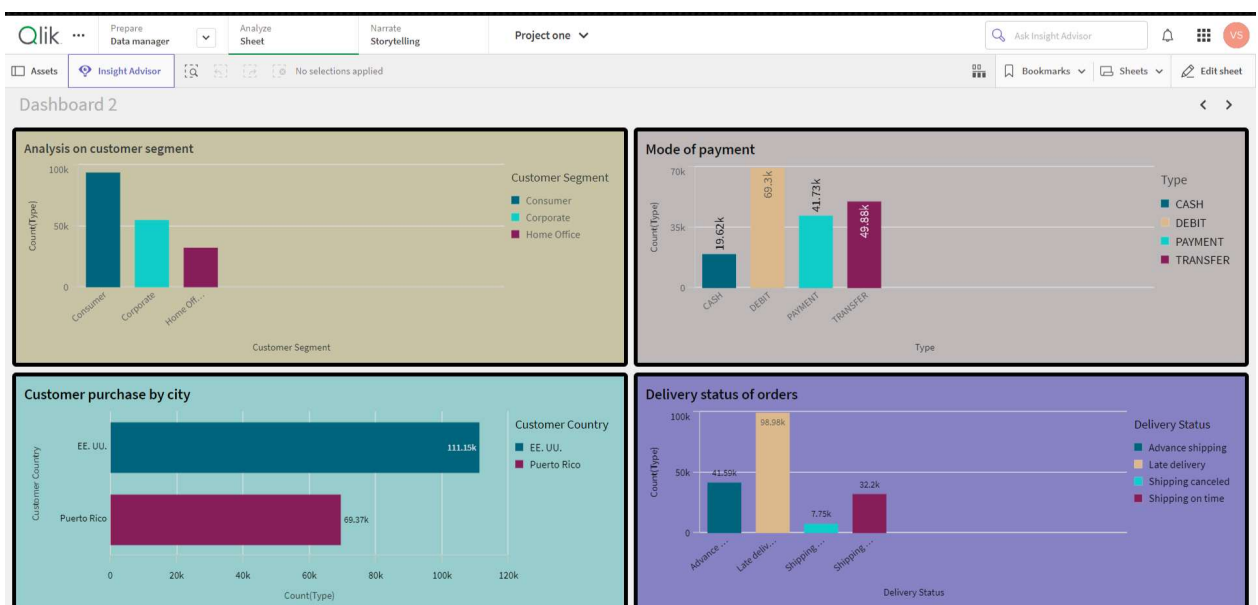 Qlik
Prepare
Data manager
Analyze
Sheet
Narrate
Storytelling
Project one
Ask Insight Advisor
VS
Assets
Insight Advisor
No selections applied
Bookmarks
Sheets
Edit sheet
Dashboard 2
Analysis on customer segment
Count(Type)
100k
50k
0
Consumer
Corporate
Home Off...
Customer Segment
Customer Segment
Consumer
Corporate
Home Office
Mode of payment
Count(Type)
70k
35k
0
19.62k
69.3k
41.73k
49.88k
CASH
DEBIT
PAYMENT
TRANSFER
Type
Type
CASH
DEBIT
PAYMENT
TRANSFER
Customer purchase by city
Customer Country
EE. UU.
111.15k
Puerto Rico
69.37k
0 20k 40k 60k 80k 100k 120k
Count(Type)
Customer Country
EE. UU.
Puerto Rico
Delivery status of orders
Count(Type)
100k
50k
0
41.59k
98.98k
7.75k
32.2k
Advance ...
Late deliv...
Shipping ...
Shipping ...
Delivery Status
Delivery Status
Advance shipping
Late delivery
Shipping canceled
Shipping on time